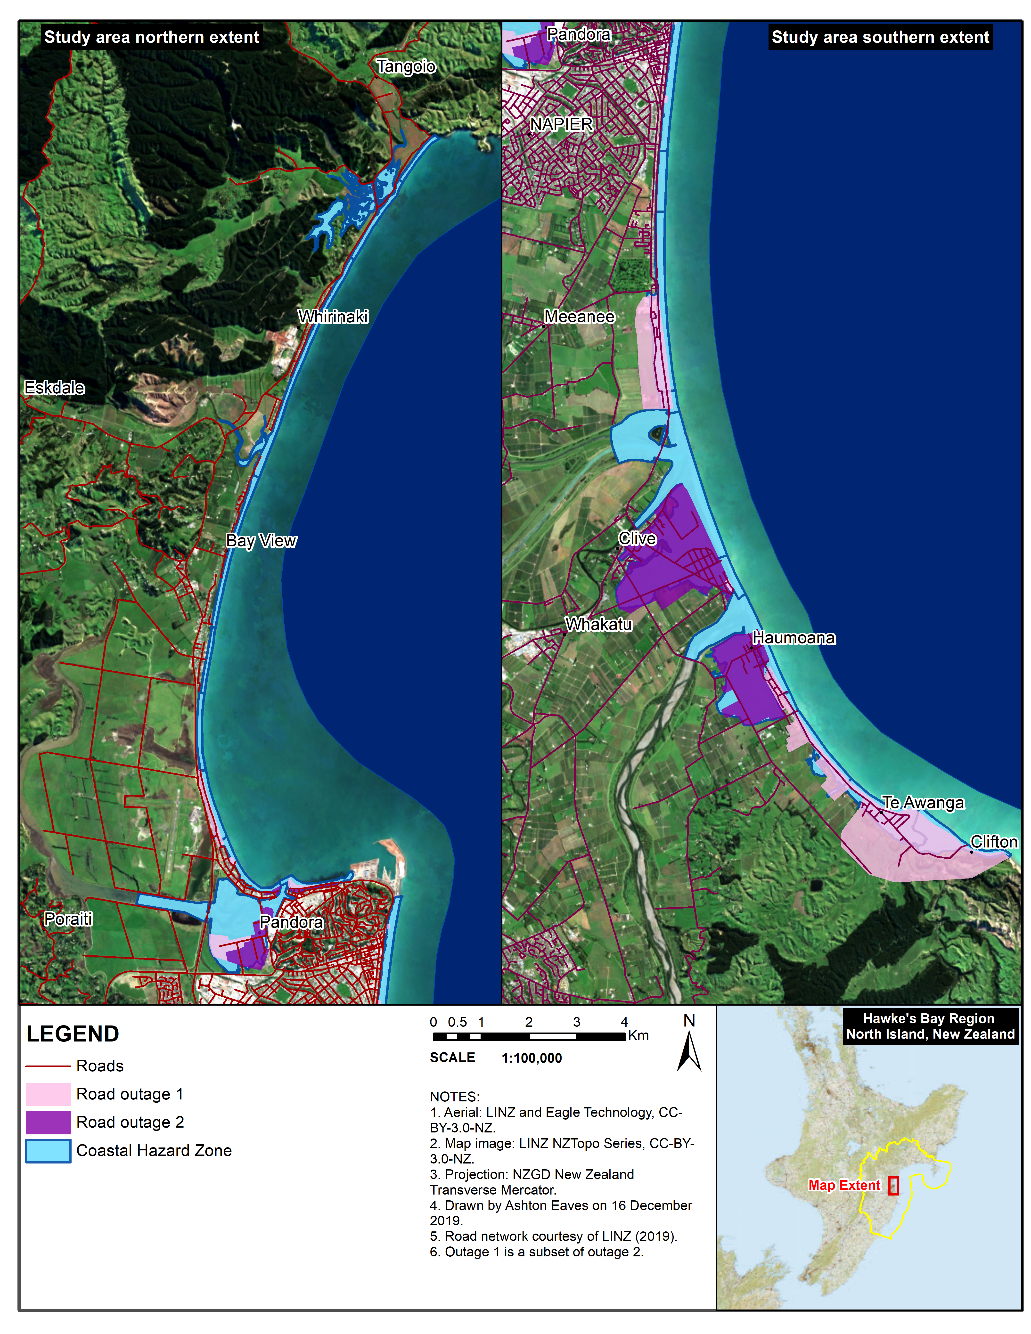 Study area northern extent
Tangoio
Whirinaki
Eskdale
Bay View
Poraiti
Pandora
Study area southern extent
Pandora
NAPIER
Meeanee
Clive
Whakatu
Haumoana
Te Awanga
Clifton
LEGEND
Roads
Road outage 1
Road outage 2
Coastal Hazard Zone
0 0.5 1 2 3 4
Km
SCALE 1:100,000
N
NOTES:
1. Aerial: LINZ and Eagle Technology, CC-
BY-3.0-NZ.
2. Map image: LINZ NZTopo Series, CC-BY-
3.0-NZ.
3. Projection: NZGD New Zealand
Transverse Mercator.
4. Drawn by Ashton Eaves on 16 December
2019.
5. Road network courtesy of LINZ (2019).
6. Outage 1 is a subset of outage 2.
Hawke's Bay Region
North Island, New Zealand
Map Extent